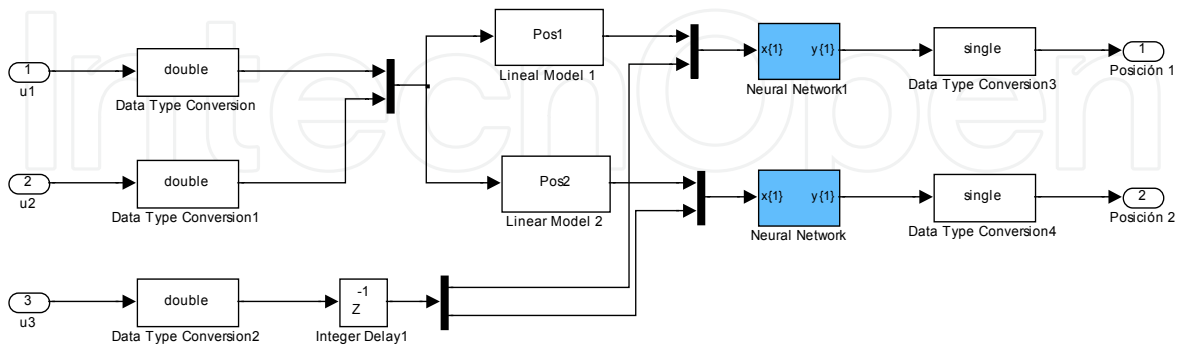 1
u1
double
Data Type Conversion
2
u2
double
Data Type Conversion1
3
u3
double
Data Type Conversion2
-1
Z
Integer Delay1
Pos1
Lineal Model 1
Pos2
Linear Model 2
x{1} y{1}
Neural Network1
x{1} y{1}
Neural Network
single
Data Type Conversion3
single
Data Type Conversion4
1
Posición 1
2
Posición 2
IntechOpen